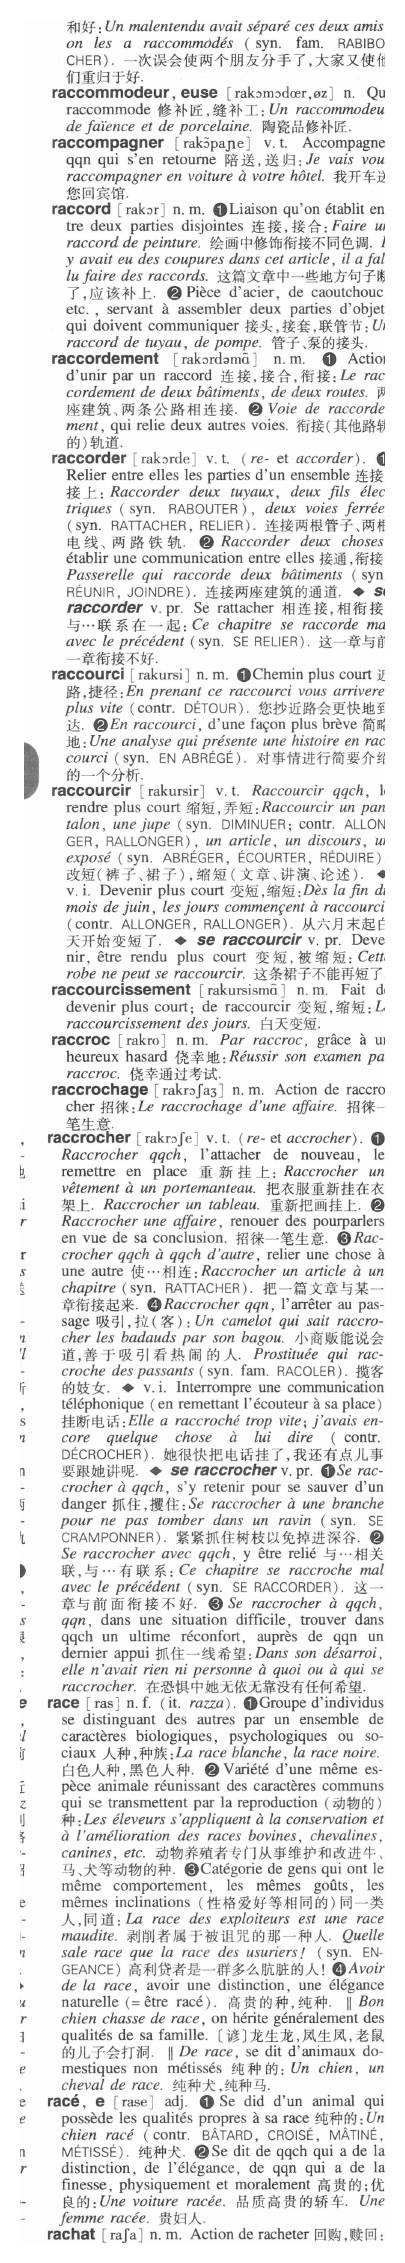 和好：Un malentendu avait séparé ces deux amis
on les a raccommodés ( syn. fam. RABIBO
CHER) . 一次误会使两个朋友分手了,大家又使他
们重归于好.
raccommodeur, euse [rakɔmɔdœr,øz] n. Qu
raccommode 修补匠,缝补工：Un raccommodeu
de faïence et de porcelaine. 陶瓷品修补匠.
raccompagner [rakɔ̃paɲe] v. t. Accompagne
qqn qui s'en retourne 陪送,送归：Je vais vou
raccompagner en voiture à votre hôtel. 我开车送
您回宾馆.
raccord [rakɔr] n. m. ❶Liaison qu'on établit en
tre deux parties disjointes 连接,接合：Faire u
raccord de peinture. 绘画中修饰衔接不同色调.
y avait eu des coupures dans cet article, il a fal
lu faire des raccords. 这篇文章中一些地方句子断
了,应该补上. ❷ Pièce d'acier, de caoutchouc
etc. , servant à assembler deux parties d'objet
qui doivent communiquer 接头,接套,联管节：U
raccord de tuyau, de pompe. 管子、泵的接头.
raccordement [rakɔrdəmɑ̃] n. m. ❶ Action
d'unir par un raccord 连接,接合,衔接：Le rac
cordement de deux bâtiments, de deux routes. 两
座建筑、两条公路相连接. ❷ Voie de raccorde
ment, qui relie deux autres voies. 衔接(其他路轨
的)轨道.
raccorder [rakɔrde] v. t. ( re- et accorder) . ❶
Relier entre elles les parties d'un ensemble 连接
接上：Raccorder deux tuyaux, deux fils élec
triques ( syn. RABOUTER ) , deux voies ferrée
(syn. RATTACHER, RELIER). 连接两根管子、两根
电线、两路铁轨. ❷ Raccorder deux choses
établir une communication entre elles 接通,衔接
Passerelle qui raccorde deux bâtiments ( syn
RÉUNIR, JOINDRE) . 连接两座建筑的通道. ◆ se
raccorder v. pr. Se rattacher 相连接,相衔接
与…联系在一起：Ce chapitre se raccorde ma
avec le précédent (syn. SE RELIER). 这一章与前
一章衔接不好.
raccourci [rakursi] n. m. ❶Chemin plus court 近
路,捷径：En prenant ce raccourci vous arrivere
plus vite (contr. DÉTOUR). 您抄近路会更快地到
达. ❷En raccourci, d'une façon plus brève 简略
地：Une analyse qui présente une histoire en rac
courci ( syn. EN ABRÉGÉ) . 对事情进行简要介绍
的一个分析.
raccourcir [rakursir] v. t. Raccourcir qqch, l
rendre plus court 缩短,弄短：Raccourcir un pan
talon, une jupe ( syn. DIMINUER; contr. ALLON
GER, RALLONGER), un article, un discours, u
exposé (syn. ABRÉGER, ÉCOURTER, RÉDUIRE)
改短(裤子、裙子),缩短(文章、讲演、论述). ◆
v. i. Devenir plus court 变短,缩短：Dès la fin d
mois de juin, les jours commençent à raccourci
(contr. ALLONGER, RALLONGER). 从六月末起白
天开始变短了. ◆ se raccourcir v. pr. Deve
nir, être rendu plus court 变短,被缩短：Cett
robe ne peut se raccourcir. 这条裙子不能再短了
raccourcissement [rakursismɑ̃] n. m. Fait d
devenir plus court; de raccourcir 变短,缩短：L
raccourcissement des jours. 白天变短.
raccroc [rakro] n. m. Par raccroc, grâce à u
heureux hasard 侥幸地：Réussir son examen pa
raccroc. 侥幸通过考试.
raccrochage [rakrɔʃaʒ] n. m. Action de raccro
cher 招徕：Le raccrochage d'une affaire. 招徕一
笔生意.
raccrocher [rakrɔʃe] v. t. (re- et accrocher). ❶
Raccrocher qqch, l'attacher de nouveau, le
remettre en place 重新挂上：Raccrocher un
vêtement à un portemanteau. 把衣服重新挂在衣
架上. Raccrocher un tableau. 重新把画挂上. ❷
Raccrocher une affaire, renouer des pourparlers
en vue de sa conclusion. 招徕一笔生意. ❸Rac-
crocher qqch à qqch d'autre, relier une chose à
une autre 使…相连：Raccrocher un article à un
chapitre (syn. RATTACHER). 把一篇文章与某一
章衔接起来. ❹Raccrocher qqn, l'arrêter au pas-
sage 吸引,拉(客)：Un camelot qui sait raccro-
cher les badauds par son bagou. 小商贩能说会
道,善于吸引看热闹的人. Prostituée qui rac-
croche des passants (syn. fam. RACOLER). 揽客
的妓女. ◆ v. i. Interrompre une communication
téléphonique (en remettant l'écouteur à sa place)
挂断电话：Elle a raccroché trop vite; j'avais en-
core quelque chose à lui dire ( contr.
DÉCROCHER). 她很快把电话挂了,我还有点儿事
要跟她讲呢. ◆ se raccrocher v. pr. ❶Se rac-
crocher à qqch, s'y retenir pour se sauver d'un
danger 抓住,攫住：Se raccrocher à une branche
pour ne pas tomber dans un ravin ( syn. SE
CRAMPONNER). 紧紧抓住树枝以免掉进深谷. ❷
Se raccrocher avec qqch, y être relié 与…相关
联,与…有联系：Ce chapitre se raccroche mal
avec le précédent (syn. SE RACCORDER). 这一
章与前面衔接不好. ❸ Se raccrocher à qqch,
qqn, dans une situation difficile, trouver dans
qqch un ultime réconfort, auprès de qqn un
dernier appui 抓住一线希望：Dans son désarroi,
elle n'avait rien ni personne à quoi ou à qui se
raccrocher. 在恐惧中她无依无靠没有任何希望.
race [ras] n. f. (it. razza). ❶Groupe d'individus
se distinguant des autres par un ensemble de
caractères biologiques, psychologiques ou so-
ciaux 人种,种族：La race blanche, la race noire.
白色人种,黑色人种. ❷ Variété d'une même es-
pèce animale réunissant des caractères communs
qui se transmettent par la reproduction (动物的)
种：Les éleveurs s'appliquent à la conservation et
à l'amélioration des races bovines, chevalines,
canines, etc. 动物养殖者专门从事维护和改进牛、
马、犬等动物的种. ❸Catégorie de gens qui ont le
même comportement, les mêmes goûts, les
mêmes inclinations (性格爱好等相同的)同一类
人,同道：La race des exploiteurs est une race
maudite. 剥削者属于被诅咒的那一种人. Quelle
sale race que la race des usuriers! ( syn. EN-
GEANCE) 高利贷者是一群多么肮脏的人! ❹Avoir
de la race, avoir une distinction, une élégance
naturelle (= être racé) . 高贵的种,纯种. ‖ Bon
chien chasse de race, on hérite généralement des
qualités de sa famille. 〔谚〕龙生龙,凤生凤,老鼠
的儿子会打洞. ‖ De race, se dit d'animaux do-
mestiques non métissés 纯种的：Un chien, un
cheval de race. 纯种犬,纯种马.
racé, e [rase] adj. ❶ Se did d'un animal qui
possède les qualités propres à sa race 纯种的：Un
chien racé ( contr. BÂTARD, CROISÉ, MÂTINÉ,
MÉTISSÉ). 纯种犬. ❷Se dit de qqch qui a de la
distinction, de l'élégance, de qqn qui a de la
finesse, physiquement et moralement 高贵的;优
良的：Une voiture racée. 品质高贵的轿车. Une
femme racée. 贵妇人.
rachat [raʃa] n. m. Action de racheter 回购,赎回：